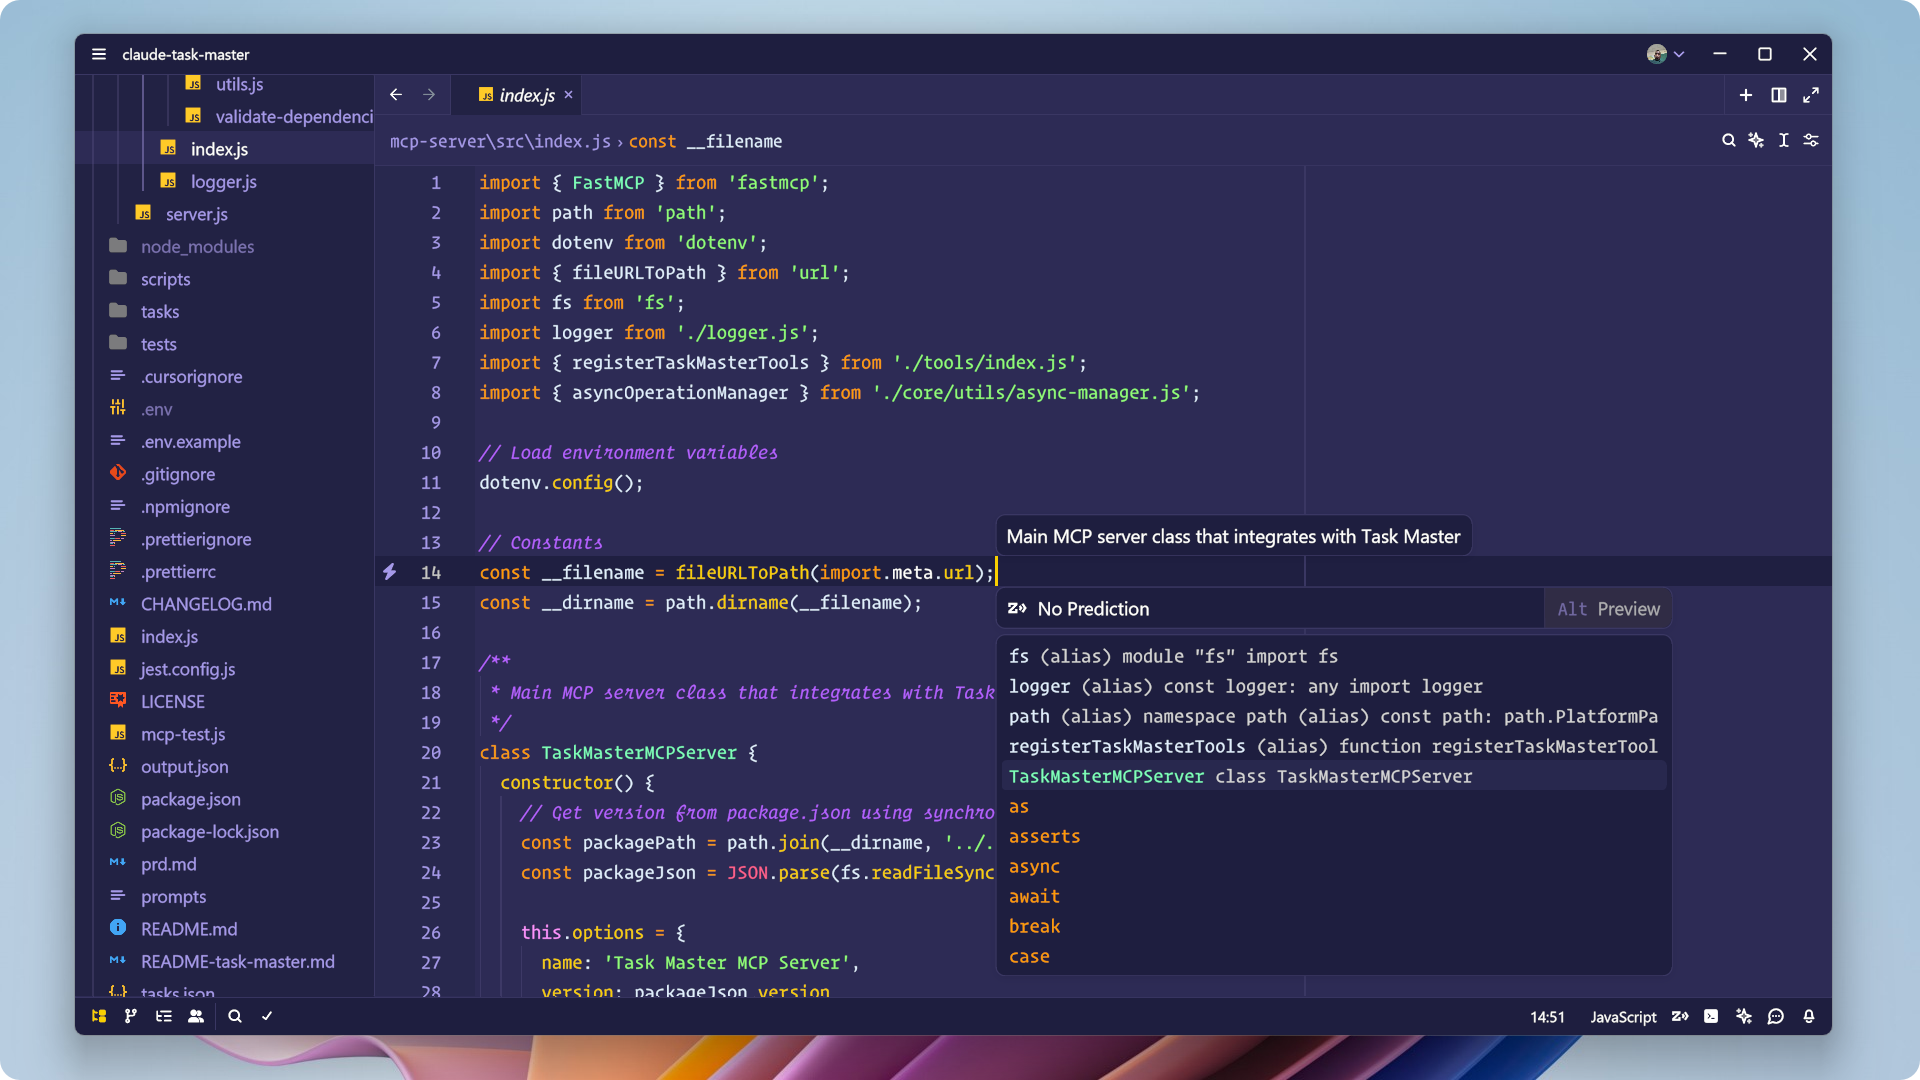 claude-task-master
utils.js
validate-dependenci
index.js
logger.js
server.js
node_modules
scripts
tasks
tests
.cursorignore
.env
.env.example
.gitignore
.npmignore
.prettierignore
.prettierrc
CHANGELOG.md
index.js
jest.config.js
LICENSE
mcp-test.js
output.json
package.json
package-lock.json
prd.md
prompts
README.md
README-task-master.md
tasks.json
index.js
mcp-server\src\index.js › const __filename
1 import { FastMCP } from 'fastmcp';
2 import path from 'path';
3 import dotenv from 'dotenv';
4 import { fileURLToPath } from 'url';
5 import fs from 'fs';
6 import logger from './logger.js';
7 import { registerTaskMasterTools } from './tools/index.js';
8 import { asyncOperationManager } from './core/utils/async-manager.js';
9
10 // Load environment variables
11 dotenv.config();
12
13 // Constants
14 const __filename = fileURLToPath(import.meta.url);
15 const __dirname = path.dirname(__filename);
16
17 /**
18 * Main MCP server class that integrates with Task
19 */
20 class TaskMasterMCPServer {
21 constructor() {
22 // Get version from package.json using synchro
23 const packagePath = path.join(__dirname, '../.
24 const packageJson = JSON.parse(fs.readFileSync
25
26 this.options = {
27 name: 'Task Master MCP Server',
28 version: packageJson.version
Main MCP server class that integrates with Task Master
No Prediction
Alt Preview
fs (alias) module "fs" import fs
logger (alias) const logger: any import logger
path (alias) namespace path (alias) const path: path.PlatformPa
registerTaskMasterTools (alias) function registerTaskMasterTool
TaskMasterMCPServer class TaskMasterMCPServer
as
asserts
async
await
break
case
14:51
JavaScript